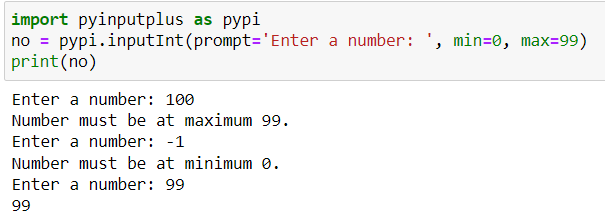 import pyinputplus as pypi
no = pypi.inputInt(prompt='Enter a number: ', min=0, max=99)
print(no)
Enter a number: 100
Number must be at maximum 99.
Enter a number: -1
Number must be at minimum 0.
Enter a number: 99
99